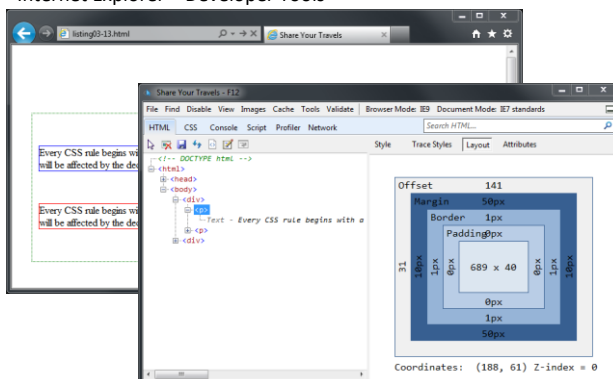 Internet Explorer – Developer Tools
listing03-13.html
Share Your Travels
Every CSS rule begins wi
will be affected by the dec
Every CSS rule begins wi
will be affected by the dec
Share Your Travels - F12
File Find Disable View Images Cache Tools Validate Browser Mode: IE9 Document Mode: IE7 standards
HTML CSS Console Script Profiler Network Search HTML...
Style Trace Styles Layout Attributes
<!-- DOCTYPE html -->
<html>
<head>
<body>
<div>
<p>
Text - Every CSS rule begins with a
<p>
<div>
Offset 141
Margin 50px
Border 1px
Padding 0px
31 10px 1px 0px 689 x 40 0px 1px 10px
0px
1px
50px
Coordinates: (188, 61) Z-index = 0